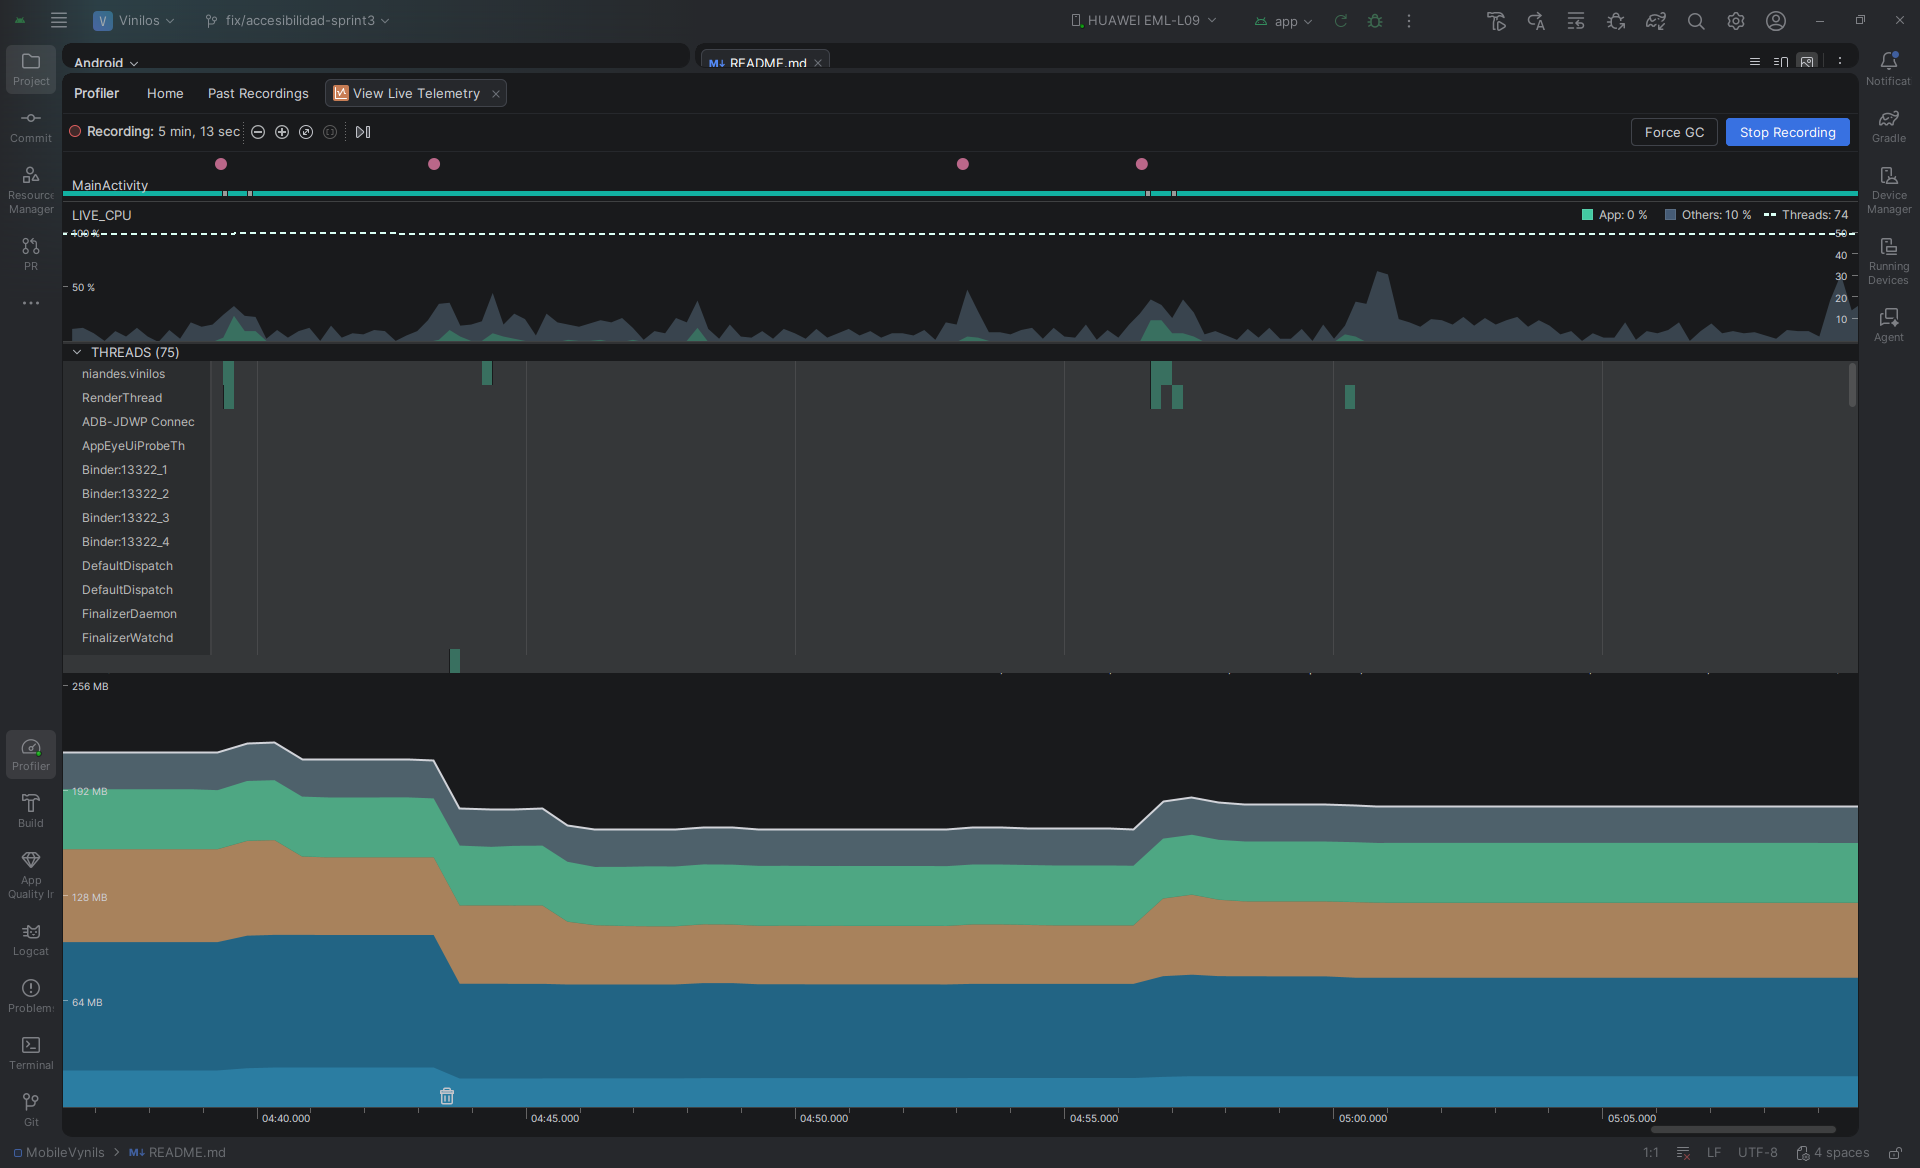 V Vinilos fix/accesibilidad-sprint3 HUAWEI EML-L09 app
Project
Commit
Resource
Manager
PR
Android
README.md
Profiler Home Past Recordings View Live Telemetry
Recording: 5 min, 13 sec Force GC Stop Recording
MainActivity
LIVE_CPU App: 0 % Others: 10 % Threads: 74
100 % 50
40
50 % 30
20
10
THREADS (75)
niandes.vinilos
RenderThread
ADB-JDWP Connec
AppEyeUiProbeTh
Binder:13322_1
Binder:13322_2
Binder:13322_3
Binder:13322_4
DefaultDispatch
DefaultDispatch
FinalizerDaemon
FinalizerWatchd
256 MB
192 MB
128 MB
64 MB
04:40.000 04:45.000 04:50.000 04:55.000 05:00.000 05:05.000
Profiler
Build
App
Quality In
Logcat
Problems
Terminal
Git
Notificat
Gradle
Device
Manager
Running
Devices
Agent
MobileVynils README.md 1:1 LF UTF-8 4 spaces